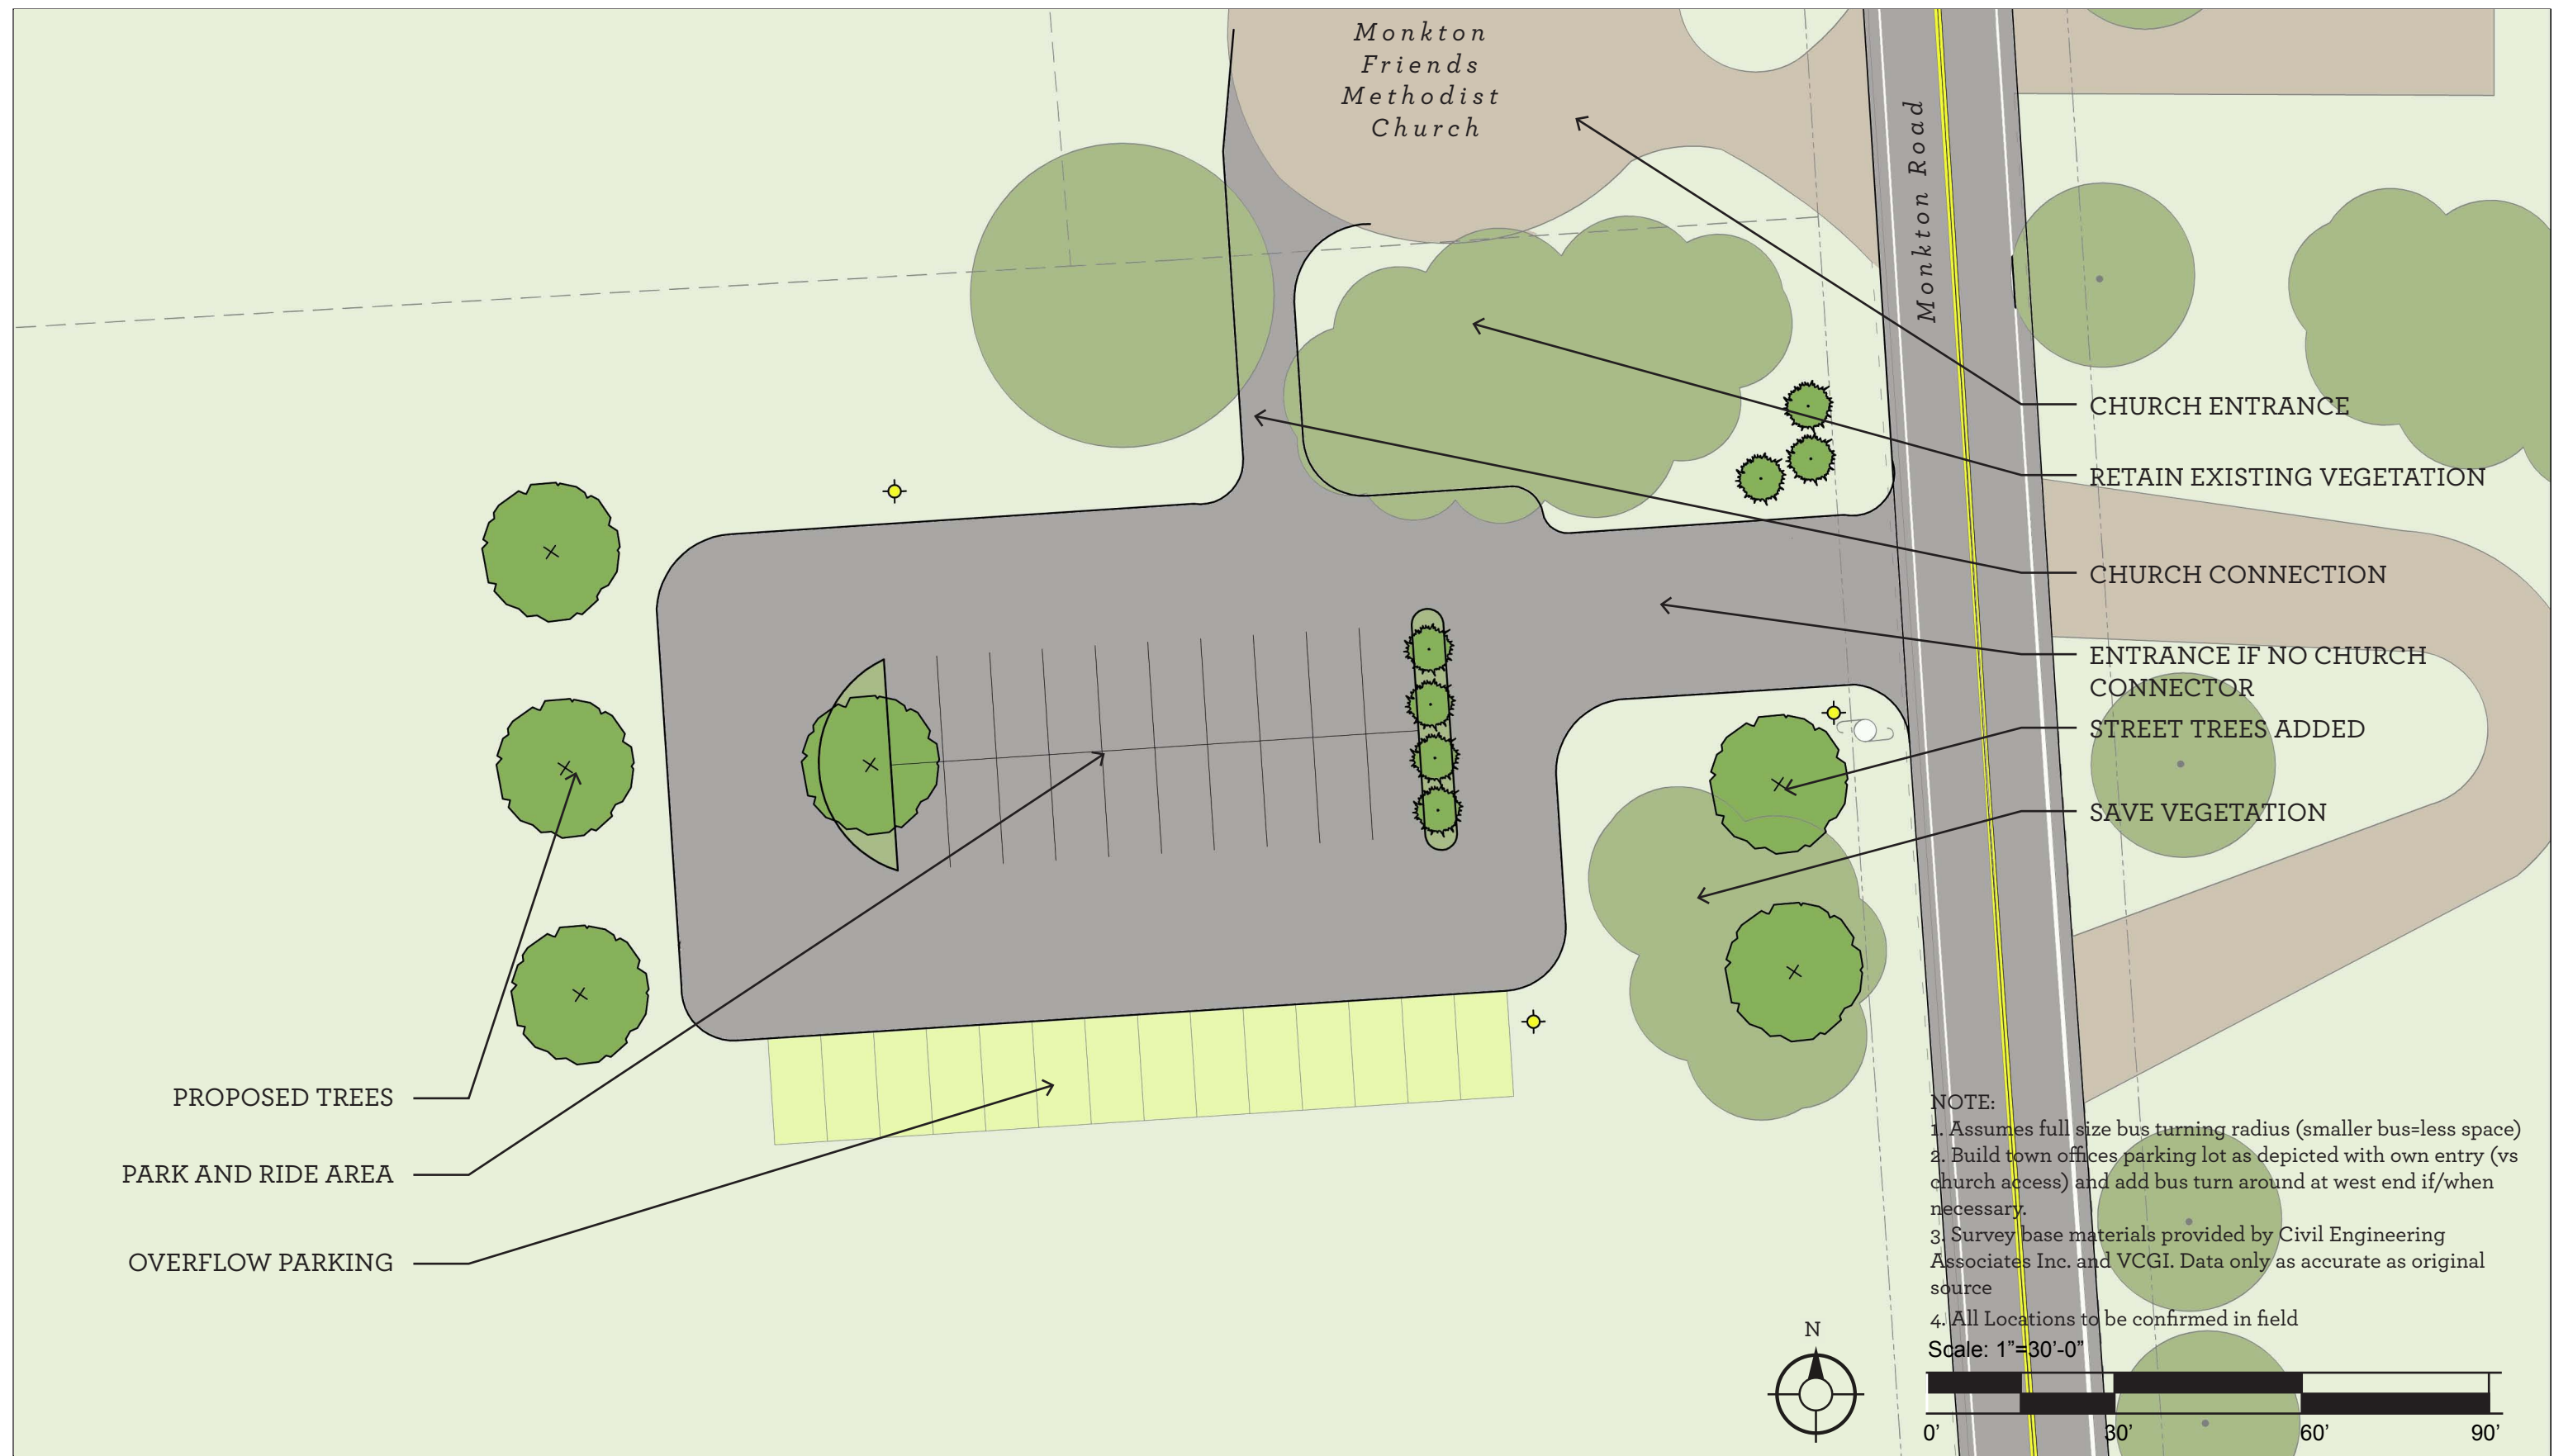 Monkton
Friends
Methodist
Church
Monkton Road
CHURCH ENTRANCE
RETAIN EXISTING VEGETATION
CHURCH CONNECTION
ENTRANCE IF NO CHURCH
CONNECTOR
STREET TREES ADDED
SAVE VEGETATION
PROPOSED TREES
PARK AND RIDE AREA
OVERFLOW PARKING
NOTE:
1. Assumes full size bus turning radius (smaller bus=less space)
2. Build town offices parking lot as depicted with own entry (vs
church access) and add bus turn around at west end if/when
necessary.
3. Survey base materials provided by Civil Engineering
Associates Inc. and VCGI. Data only as accurate as original
source
4. All Locations to be confirmed in field
N
Scale: 1”=30’-0”
0’ 30’ 60’ 90’